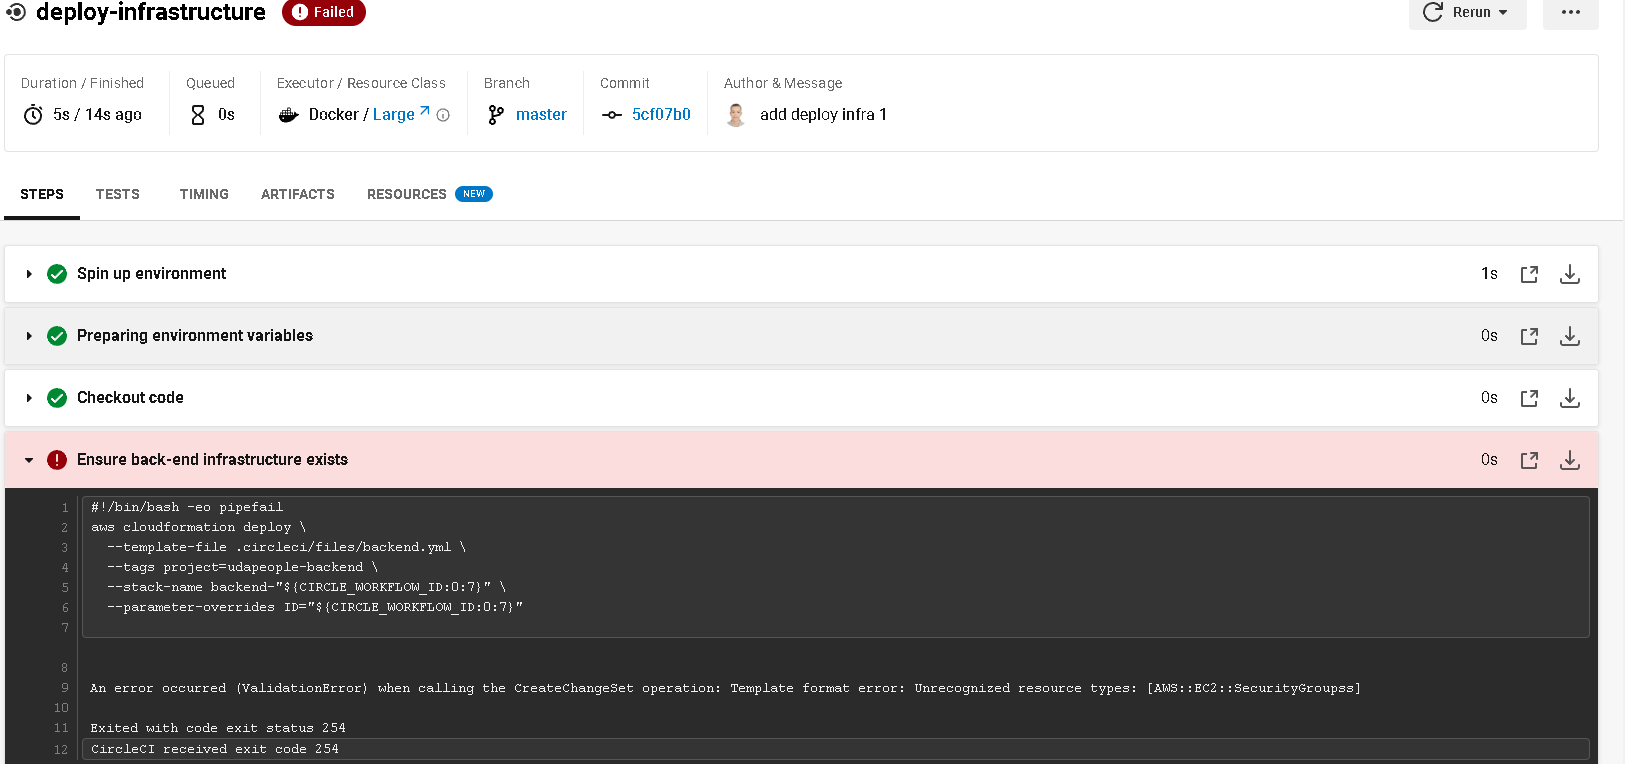 deploy-infrastructure Failed Rerun
Duration / Finished Queued Executor / Resource Class Branch Commit Author & Message
5s / 14s ago 0s Docker / Large master 5cf07b0 add deploy infra 1
STEPS TESTS TIMING ARTIFACTS RESOURCES NEW
Spin up environment 1s
Preparing environment variables 0s
Checkout code 0s
Ensure back-end infrastructure exists 0s
1 #!/bin/bash -eo pipefail
2 aws cloudformation deploy \
3 --template-file .circleci/files/backend.yml \
4 --tags project=udapeople-backend \
5 --stack-name backend-"${CIRCLE_WORKFLOW_ID:0:7}" \
6 --parameter-overrides ID="${CIRCLE_WORKFLOW_ID:0:7}"
7
8
9 An error occurred (ValidationError) when calling the CreateChangeSet operation: Template format error: Unrecognized resource types: [AWS::EC2::SecurityGroupss]
10
11 Exited with code exit status 254
12 CircleCI received exit code 254